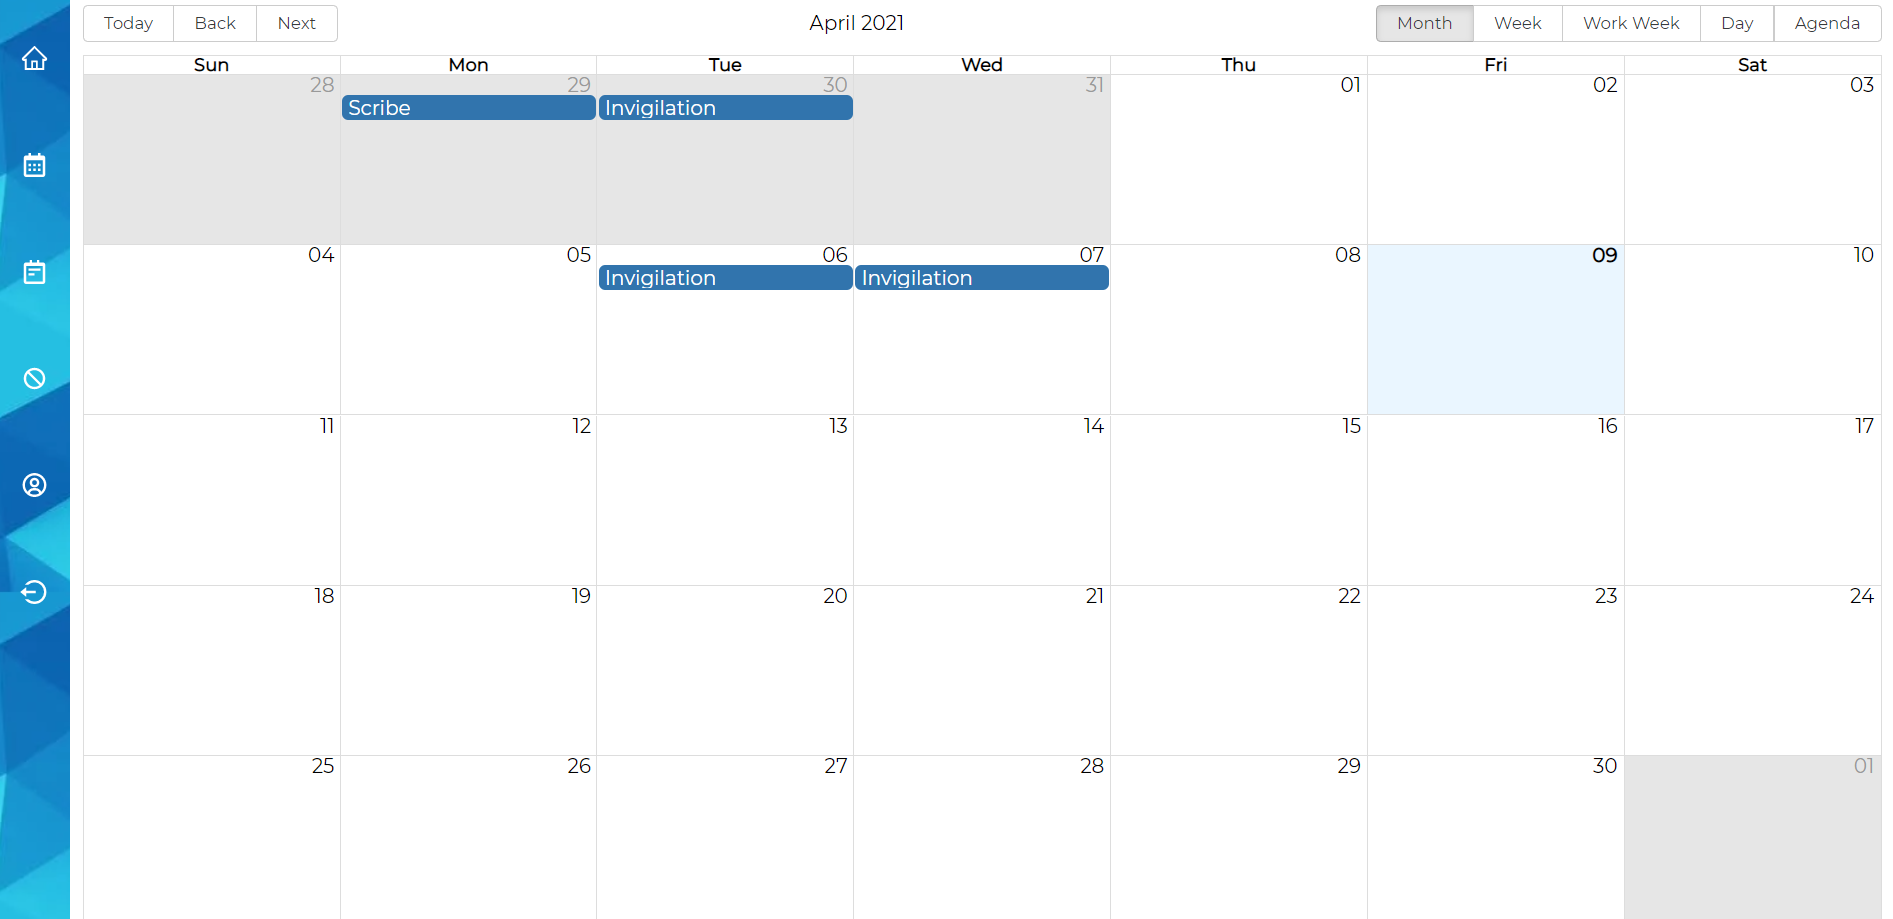 Today Back Next April 2021 Month Week Work Week Day Agenda
Sun Mon Tue Wed Thu Fri Sat
28 29 30 31 01 02 03
Scribe Invigilation
04 05 06 07 08 09 10
Invigilation Invigilation
11 12 13 14 15 16 17
18 19 20 21 22 23 24
25 26 27 28 29 30 01